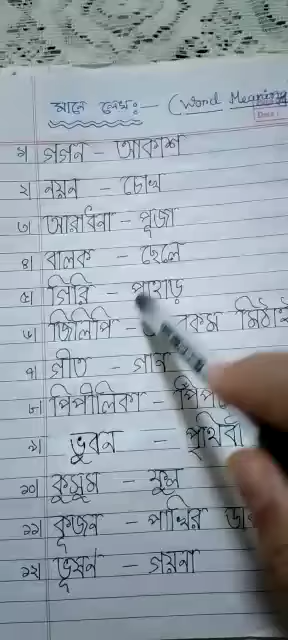 মানে লেখঃ— (Word Meaning
১| গগন – আকাশ
২| নয়ন – চোখ
৩| আরাধনা – পূজা
৪| বালক – ছেলে
৫| গিরি – পাহাড়
৬| জিলিপি – রকম মিঠাই
৭| গীত – গান
৮| পিপীলিকা –
৯| ভুবন – পৃথিবী
১০| কুসুম – ফুল
১১| কূজন – পাখির
১২| ভূষণ – গয়না